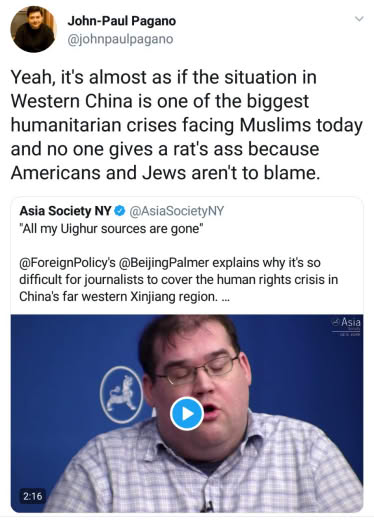 John-Paul Pagano
@johnpaulpagano
Yeah, it's almost as if the situation in
Western China is one of the biggest
humanitarian crises facing Muslims today
and no one gives a rat's ass because
Americans and Jews aren't to blame.
Asia Society NY @AsiaSocietyNY
"All my Uighur sources are gone"
@ForeignPolicy's @BeijingPalmer explains why it's so
difficult for journalists to cover the human rights crisis in
China's far western Xinjiang region. ...
Asia
2:16